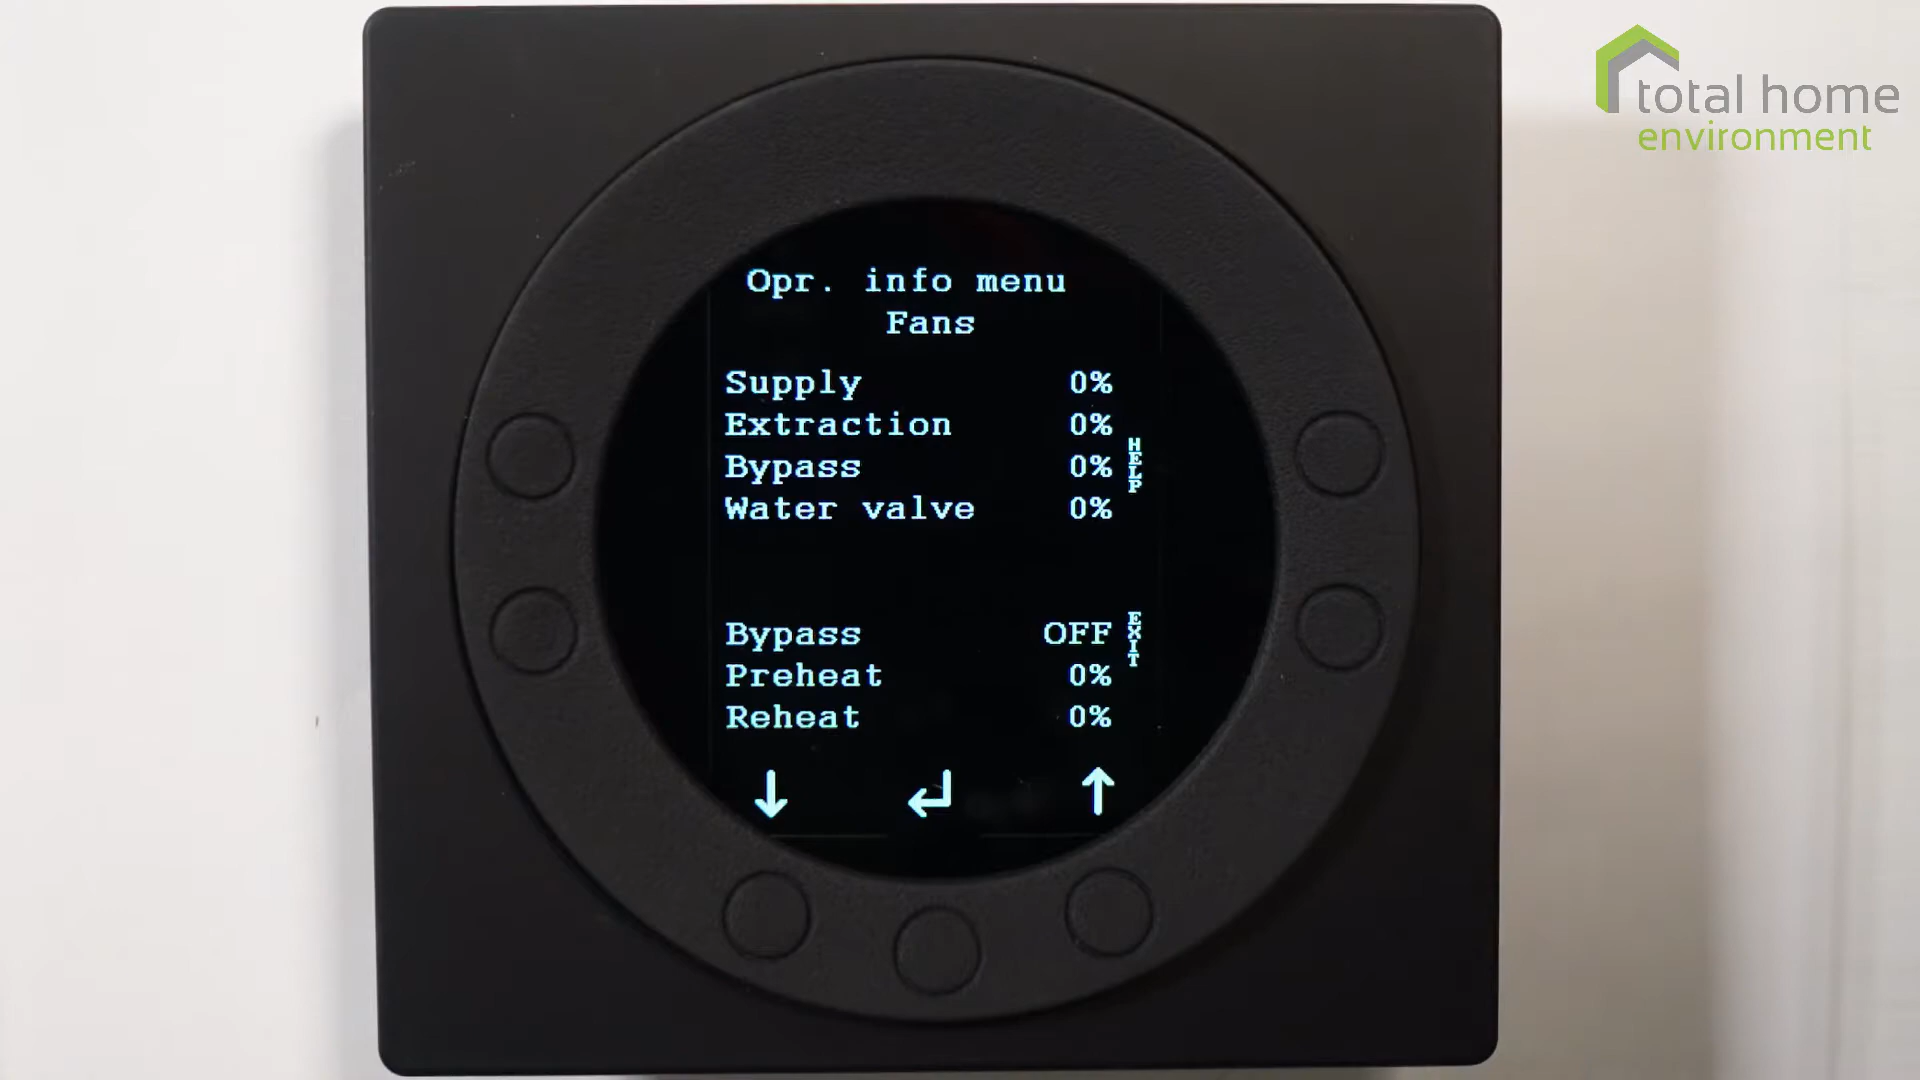 total home
environment
Opr. info menu
Fans
Supply 0%
Extraction 0%
Bypass 0%
Water valve 0%
HELP
Bypass OFF
Preheat 0%
Reheat 0%
EXIT